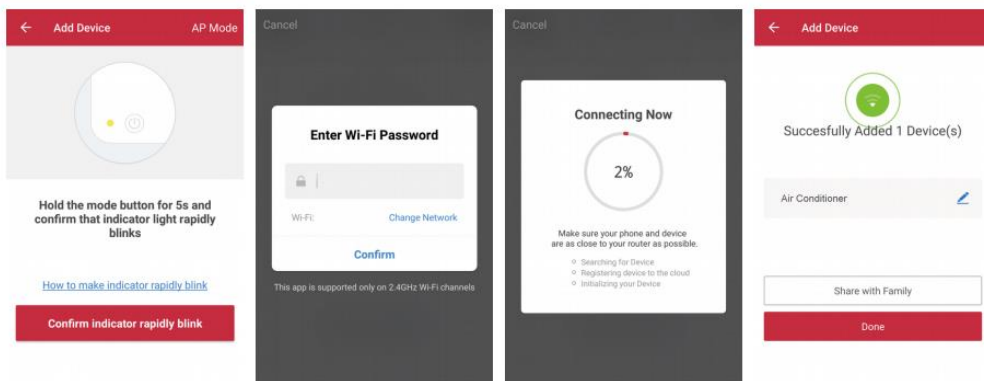 Add Device
AP Mode
Hold the mode button for 5s and
confirm that indicator light rapidly
blinks
How to make indicator rapidly blink
Confirm indicator rapidly blink
Cancel
Enter Wi-Fi Password
Wi-Fi:
Change Network
Confirm
This app is supported only on 2.4GHz Wi-Fi channels
Cancel
Connecting Now
2%
Make sure your phone and device
are as close to your router as possible.
Searching for Device
Registering device to the cloud
Initializing your Device
Add Device
Succesfully Added 1 Device(s)
Air Conditioner
Share with Family
Done